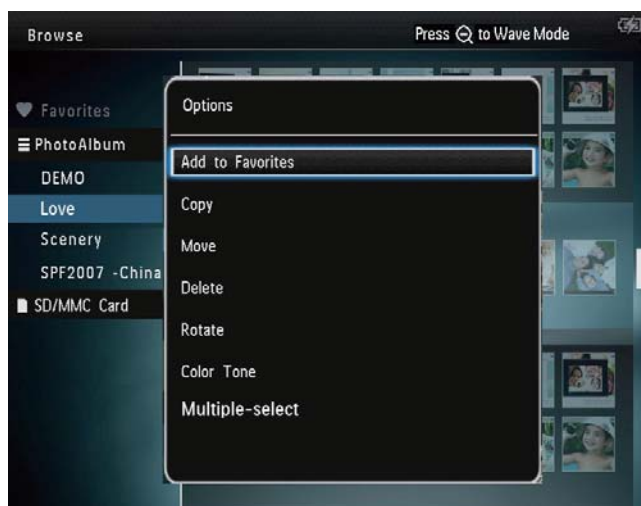 Browse
Press to Wave Mode
Favorites
PhotoAlbum
DEMO
Love
Scenery
SPF2007 -China
SD/MMC Card
Options
Add to Favorites
Copy
Move
Delete
Rotate
Color Tone
Multiple-select